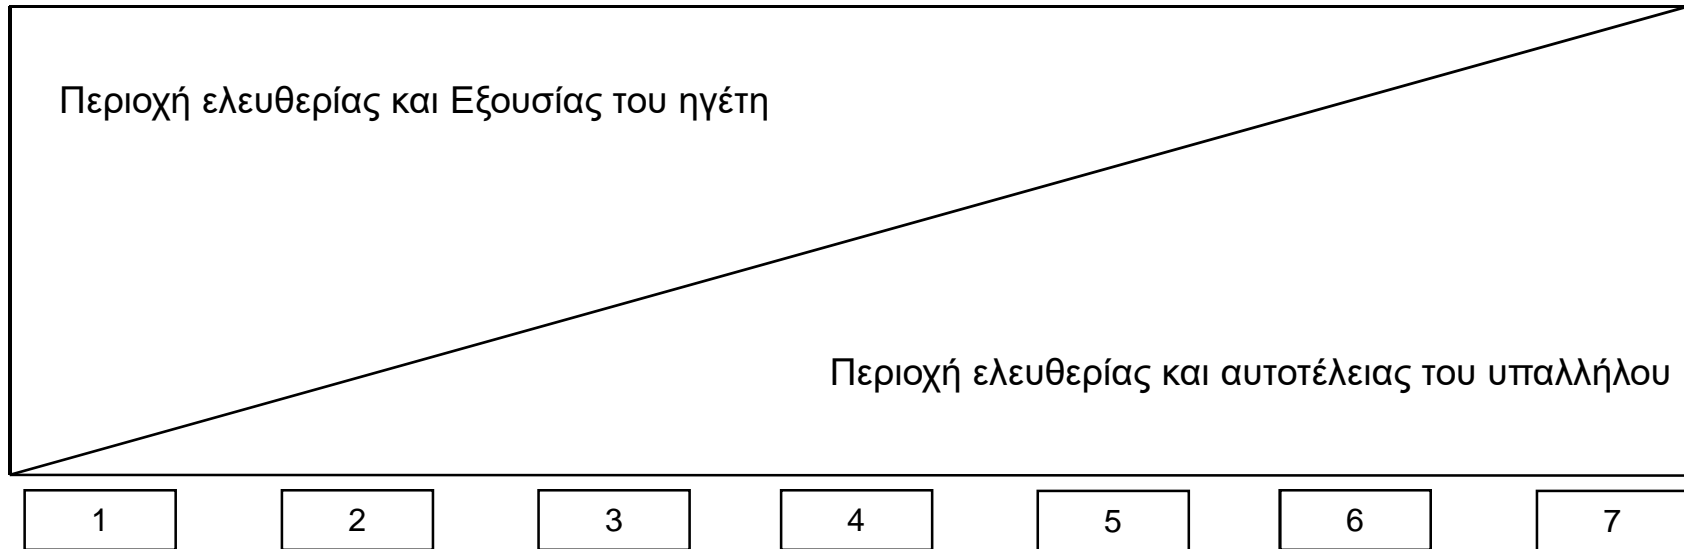 Περιοχή ελευθερίας και Εξουσίας του ηγέτη
Περιοχή ελευθερίας και αυτοτέλειας του υπαλλήλου
1 2 3 4 5 6 7